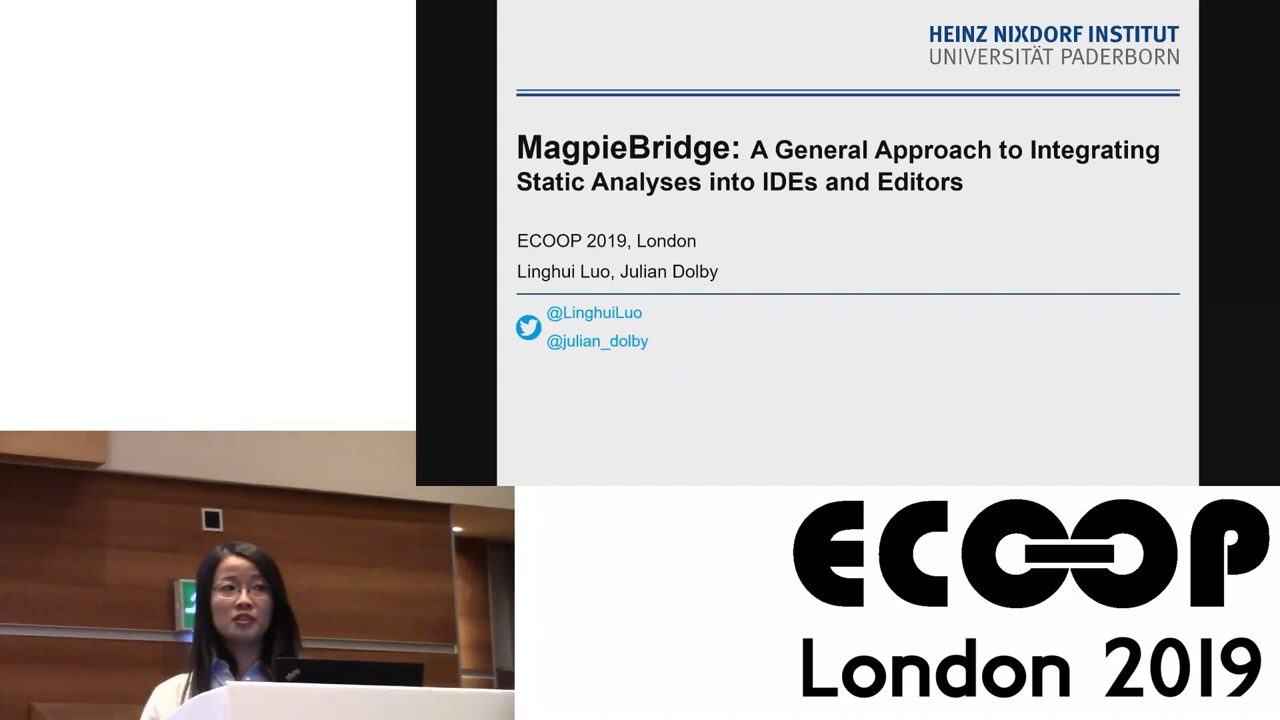 HEINZ NIXDORF INSTITUT
UNIVERSITÄT PADERBORN
MagpieBridge: A General Approach to Integrating
Static Analyses into IDEs and Editors
ECOOP 2019, London
Linghui Luo, Julian Dolby
@LinghuiLuo
@julian_dolby
ECOOP
London 2019